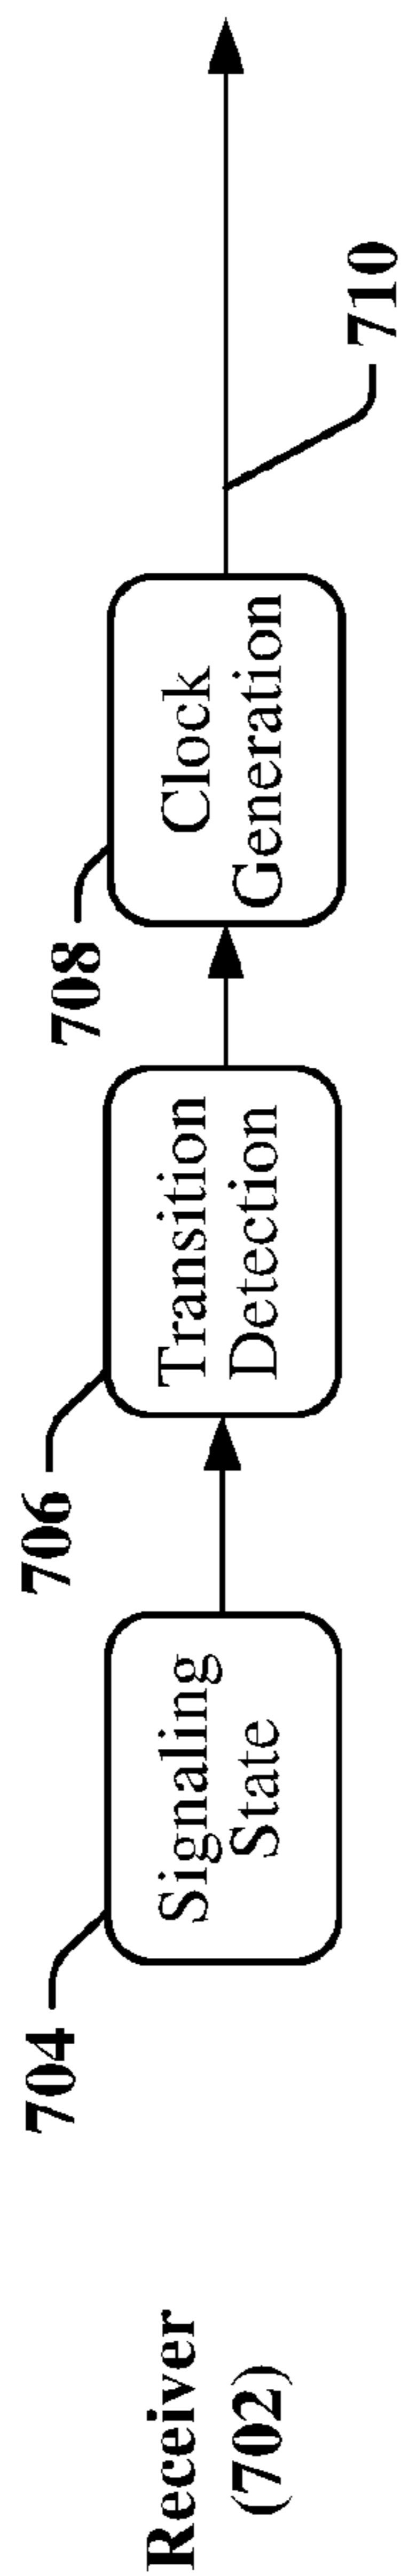 Receiver
(702)
704
Signaling
State
706
Transition
Detection
708
Clock
Generation
710